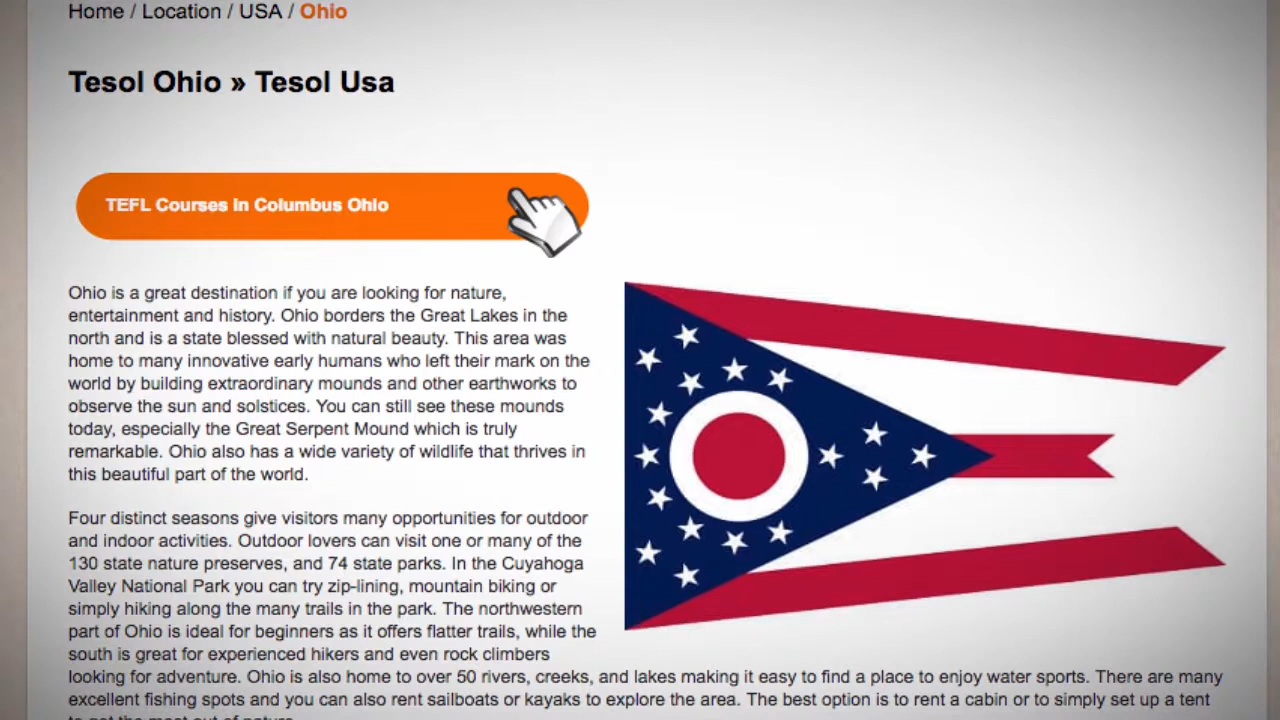 Home / Location / USA / Ohio
Tesol Ohio » Tesol Usa
TEFL Courses in Columbus Ohio
Ohio is a great destination if you are looking for nature,
entertainment and history. Ohio borders the Great Lakes in the
north and is a state blessed with natural beauty. This area was
home to many innovative early humans who left their mark on the
world by building extraordinary mounds and other earthworks to
observe the sun and solstices. You can still see these mounds
today, especially the Great Serpent Mound which is truly
remarkable. Ohio also has a wide variety of wildlife that thrives in
this beautiful part of the world.
Four distinct seasons give visitors many opportunities for outdoor
and indoor activities. Outdoor lovers can visit one or many of the
130 state nature preserves, and 74 state parks. In the Cuyahoga
Valley National Park you can try zip-lining, mountain biking or
simply hiking along the many trails in the park. The northwestern
part of Ohio is ideal for beginners as it offers flatter trails, while the
south is great for experienced hikers and even rock climbers
looking for adventure. Ohio is also home to over 50 rivers, creeks, and lakes making it easy to find a place to enjoy water sports. There are many
excellent fishing spots and you can also rent sailboats or kayaks to explore the area. The best option is to rent a cabin or to simply set up a tent
to get the most out of nature.